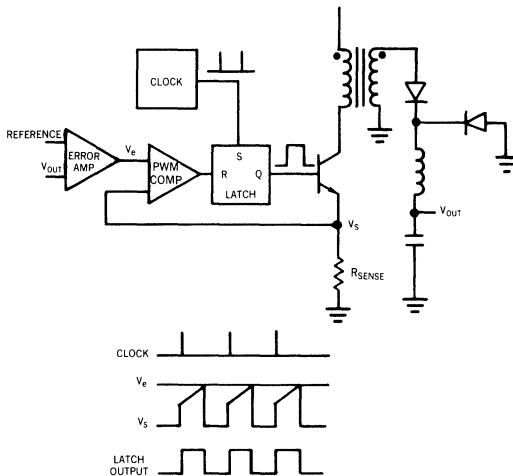 CLOCK
REFERENCE
VOUT
ERROR
AMP
Ve
PWM
COMP
S
R
Q
LATCH
VS
RSENSE
VOUT
CLOCK
Ve
VS
LATCH
OUTPUT